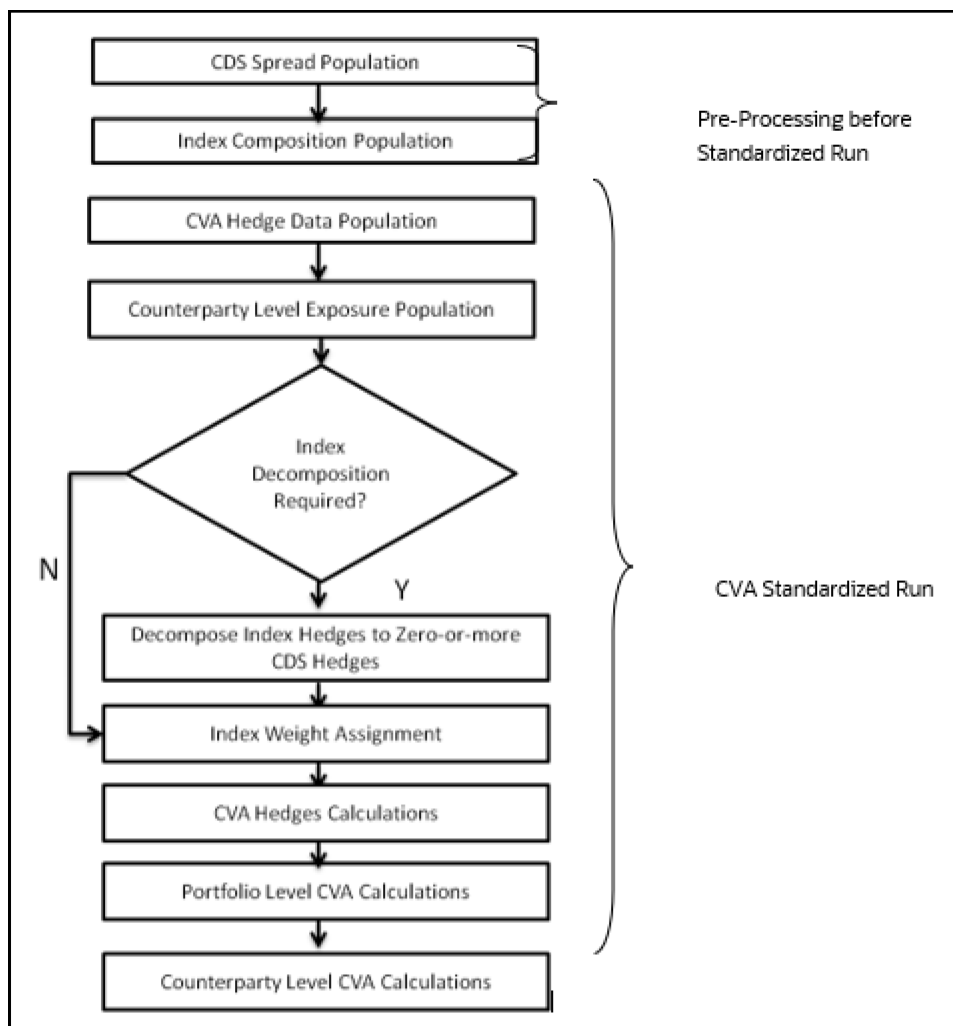 CDS Spread Population
Index Composition Population
Pre-Processing before
Standardized Run
CVA Hedge Data Population
Counterparty Level Exposure Population
Index
Decomposition
Required?
N
Y
CVA Standardized Run
Decompose Index Hedges to Zero-or-more
CDS Hedges
Index Weight Assignment
CVA Hedges Calculations
Portfolio Level CVA Calculations
Counterparty Level CVA Calculations